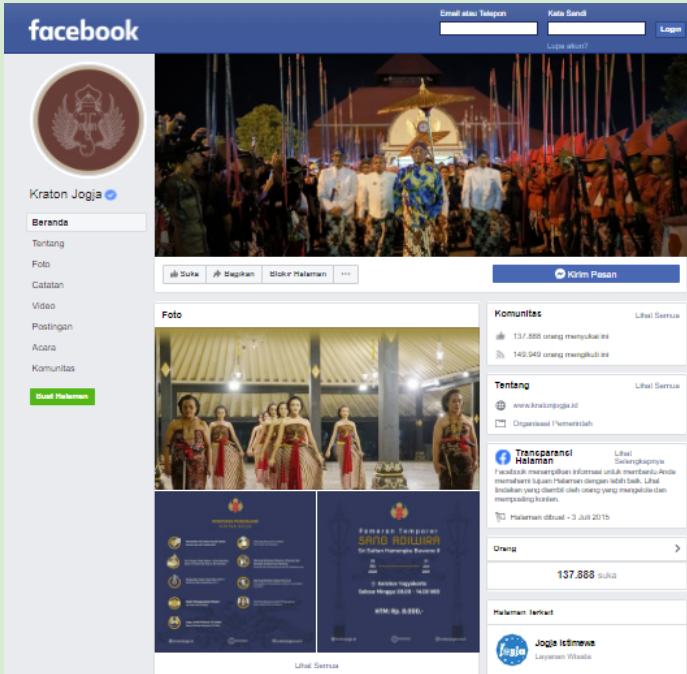 Email atau Telepon
Kata Sandi
facebook
Login
Lupa akun?
Kraton Jogja
Beranda
Tentang
Foto
Catatan
Video
Postingan
Acara
Komunitas
Buat Halaman
Suka
Bagikan
Blokir Halaman
...
Kirim Pesan
Foto
Pameran Temporer
SANG ADIWIRA
Sri Sultan Hamengku Buwono II
Keraton Yogyakarta
HTM: Rp. 5.000,-
Lihat Semua
Komunitas
Lihat Semua
137.888 orang menyukai ini
149.949 orang mengikuti ini
Tentang
Lihat Semua
www.kratonjogja.id
Organisasi Pemerintah
Transparansi Halaman
Lihat Selengkapnya
Facebook menampilkan informasi untuk membantu Anda
memahami tujuan Halaman dengan lebih baik. Lihat
tindakan yang diambil oleh orang yang mengelola dan
memposting konten.
Halaman dibuat - 3 Juli 2015
Orang
137.888 suka
Halaman Terkait
Jogja
Jogja Istimewa
Layanan Wisata